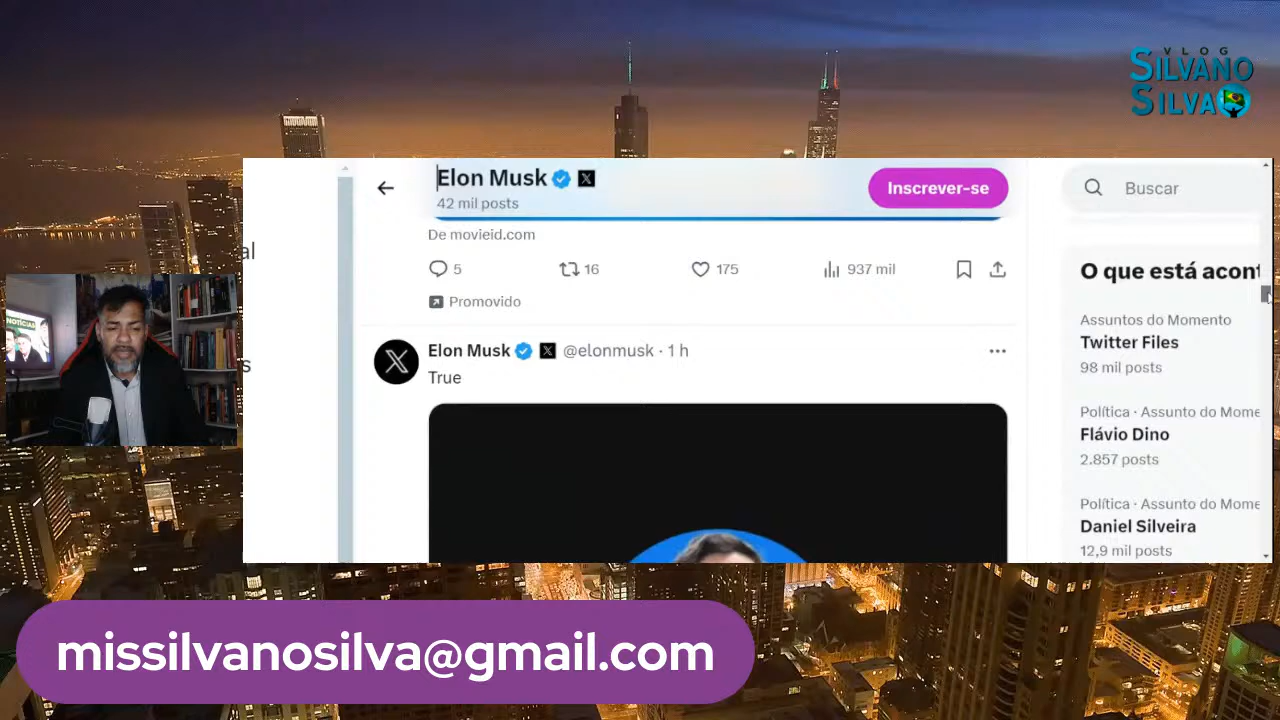 VLOG
SILVANO
SILVA
Elon Musk
42 mil posts
Inscrever-se
Buscar
De movieid.com
5
16
175
937 mil
Promovido
al
s
NOTÍCIAS
Elon Musk @elonmusk · 1 h
True
O que está acont
Assuntos do Momento
Twitter Files
98 mil posts
Política · Assunto do Mome
Flávio Dino
2.857 posts
Política · Assunto do Mome
Daniel Silveira
12,9 mil posts
missilvanosilva@gmail.com